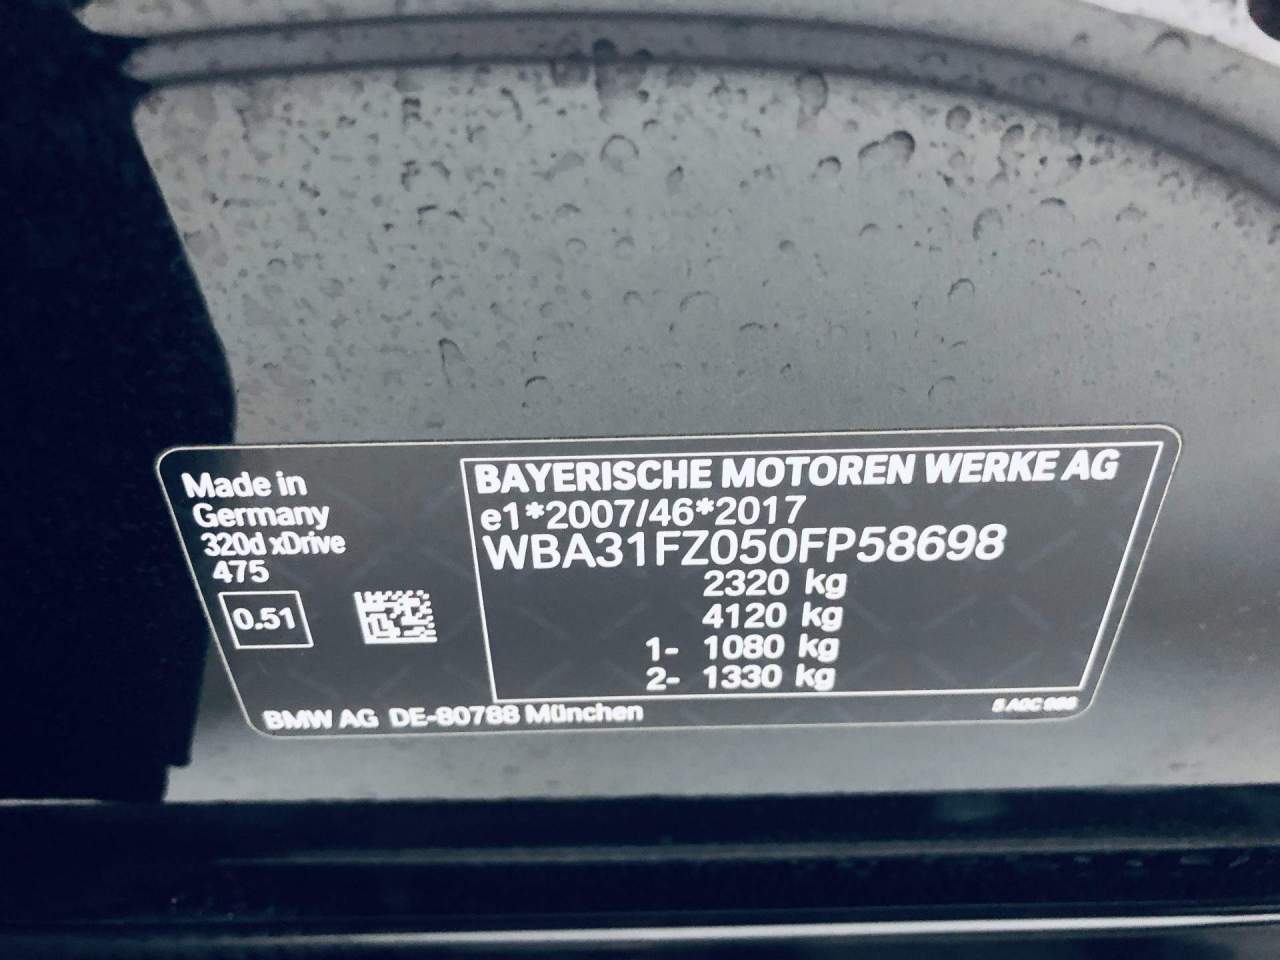 Made in
Germany
320d xDrive
475
0.51
BAYERISCHE MOTOREN WERKE AG
e1*2007/46*2017
WBA31FZ050FP58698
2320 kg
4120 kg
1- 1080 kg
2- 1330 kg
BMW AG DE-80788 München